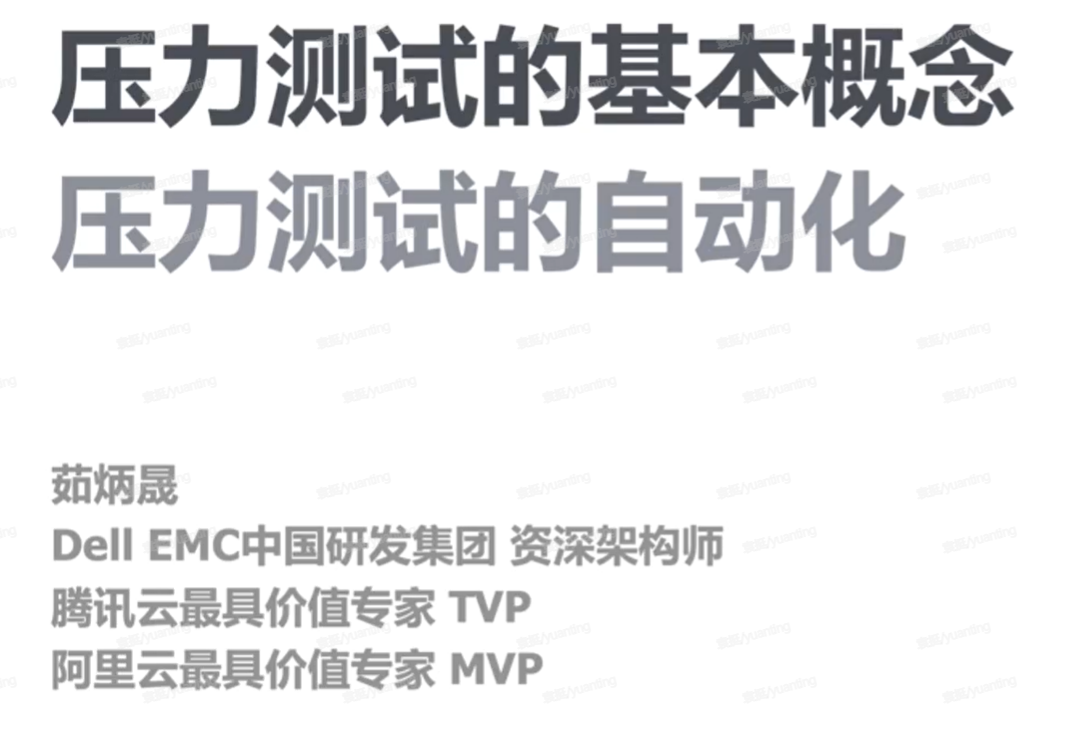 压力测试的基本概念
压力测试的自动化
茹炳晟
Dell EMC中国研发集团 资深架构师
腾讯云最具价值专家 TVP
阿里云最具价值专家 MVP